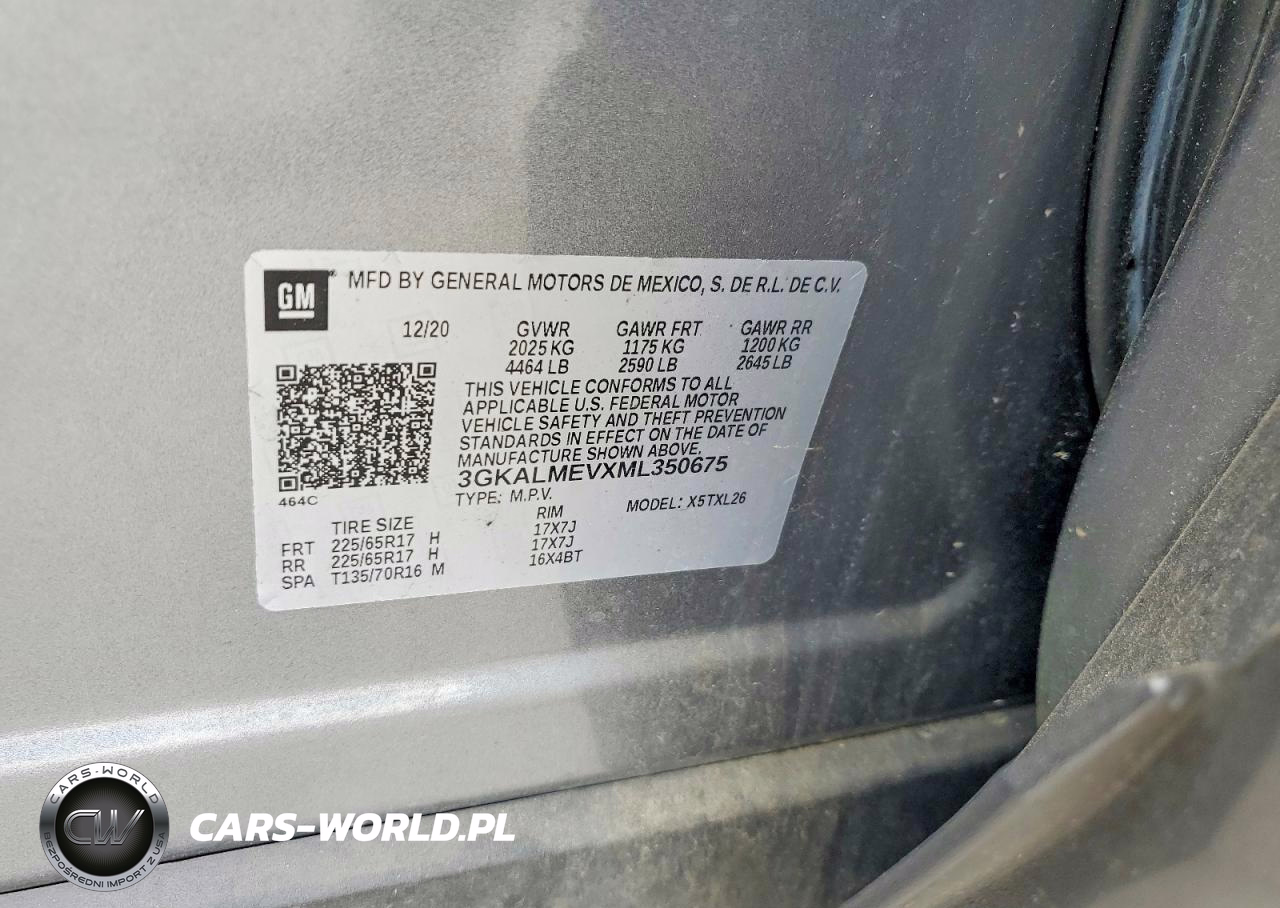 GM
MFD BY GENERAL MOTORS DE MEXICO, S. DE R.L. DE C.V.
12/20 GVWR GAWR FRT GAWR RR
2025 KG 1175 KG 1200 KG
4464 LB 2590 LB 2645 LB
THIS VEHICLE CONFORMS TO ALL
APPLICABLE U.S. FEDERAL MOTOR
VEHICLE SAFETY AND THEFT PREVENTION
STANDARDS IN EFFECT ON THE DATE OF
MANUFACTURE SHOWN ABOVE.
3GKALMEVXML350675
464C
TYPE: M.P.V. MODEL: X5TXL26
TIRE SIZE RIM
FRT 225/65R17 H 17X7J
RR 225/65R17 H 17X7J
SPA T135/70R16 M 16X4BT
CARS-WORLD
CW
BEZPOŚREDNI IMPORT Z USA
CARS-WORLD.PL